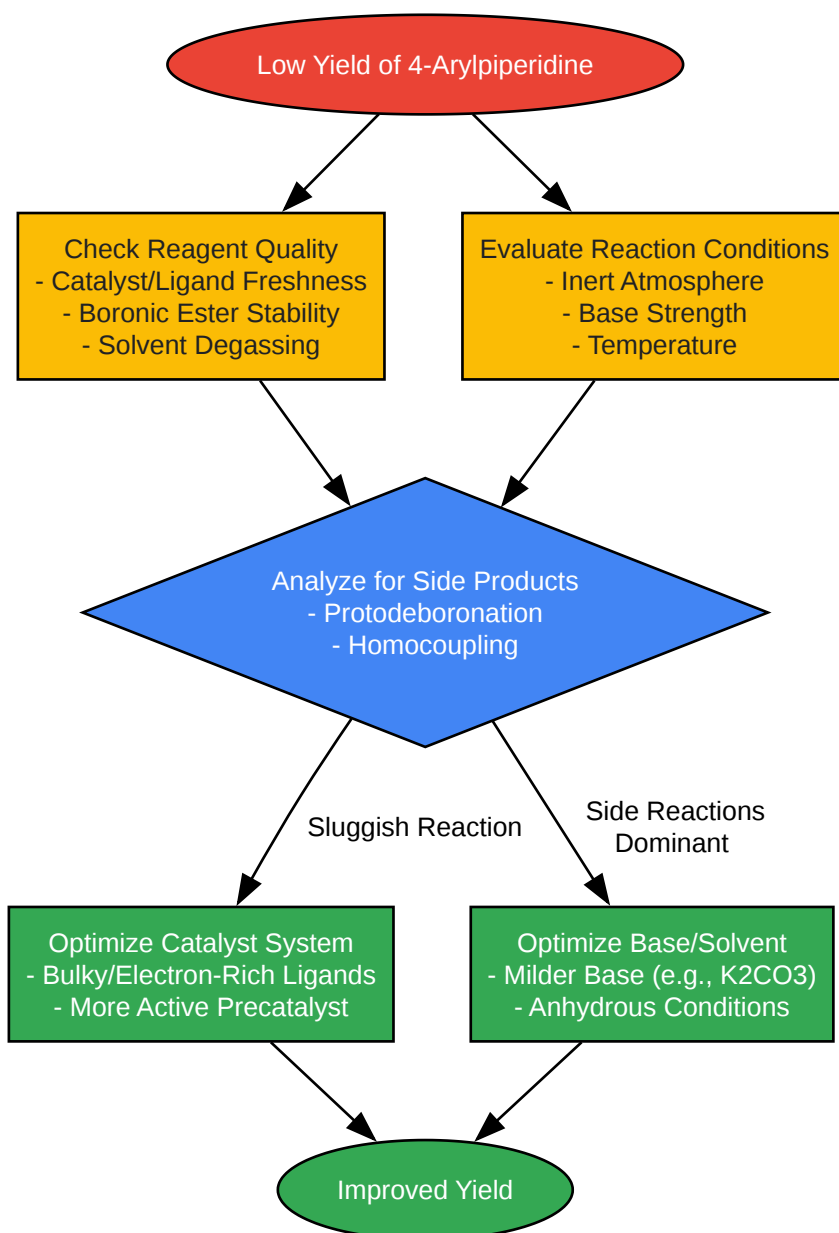 Low Yield of 4-Arylpiperidine
Check Reagent Quality
- Catalyst/Ligand Freshness
- Boronic Ester Stability
- Solvent Degassing
Evaluate Reaction Conditions
- Inert Atmosphere
- Base Strength
- Temperature
Analyze for Side Products
- Protodeboronation
- Homocoupling
Sluggish Reaction
Side Reactions
Dominant
Optimize Catalyst System
- Bulky/Electron-Rich Ligands
- More Active Precatalyst
Optimize Base/Solvent
- Milder Base (e.g., K2CO3)
- Anhydrous Conditions
Improved Yield